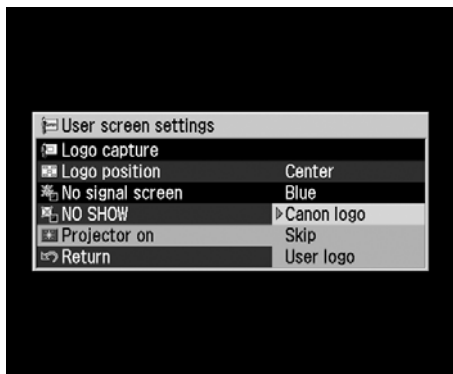 User screen settings
Logo capture
Logo position Center
No signal screen Blue
NO SHOW Canon logo
Projector on Skip
Return User logo